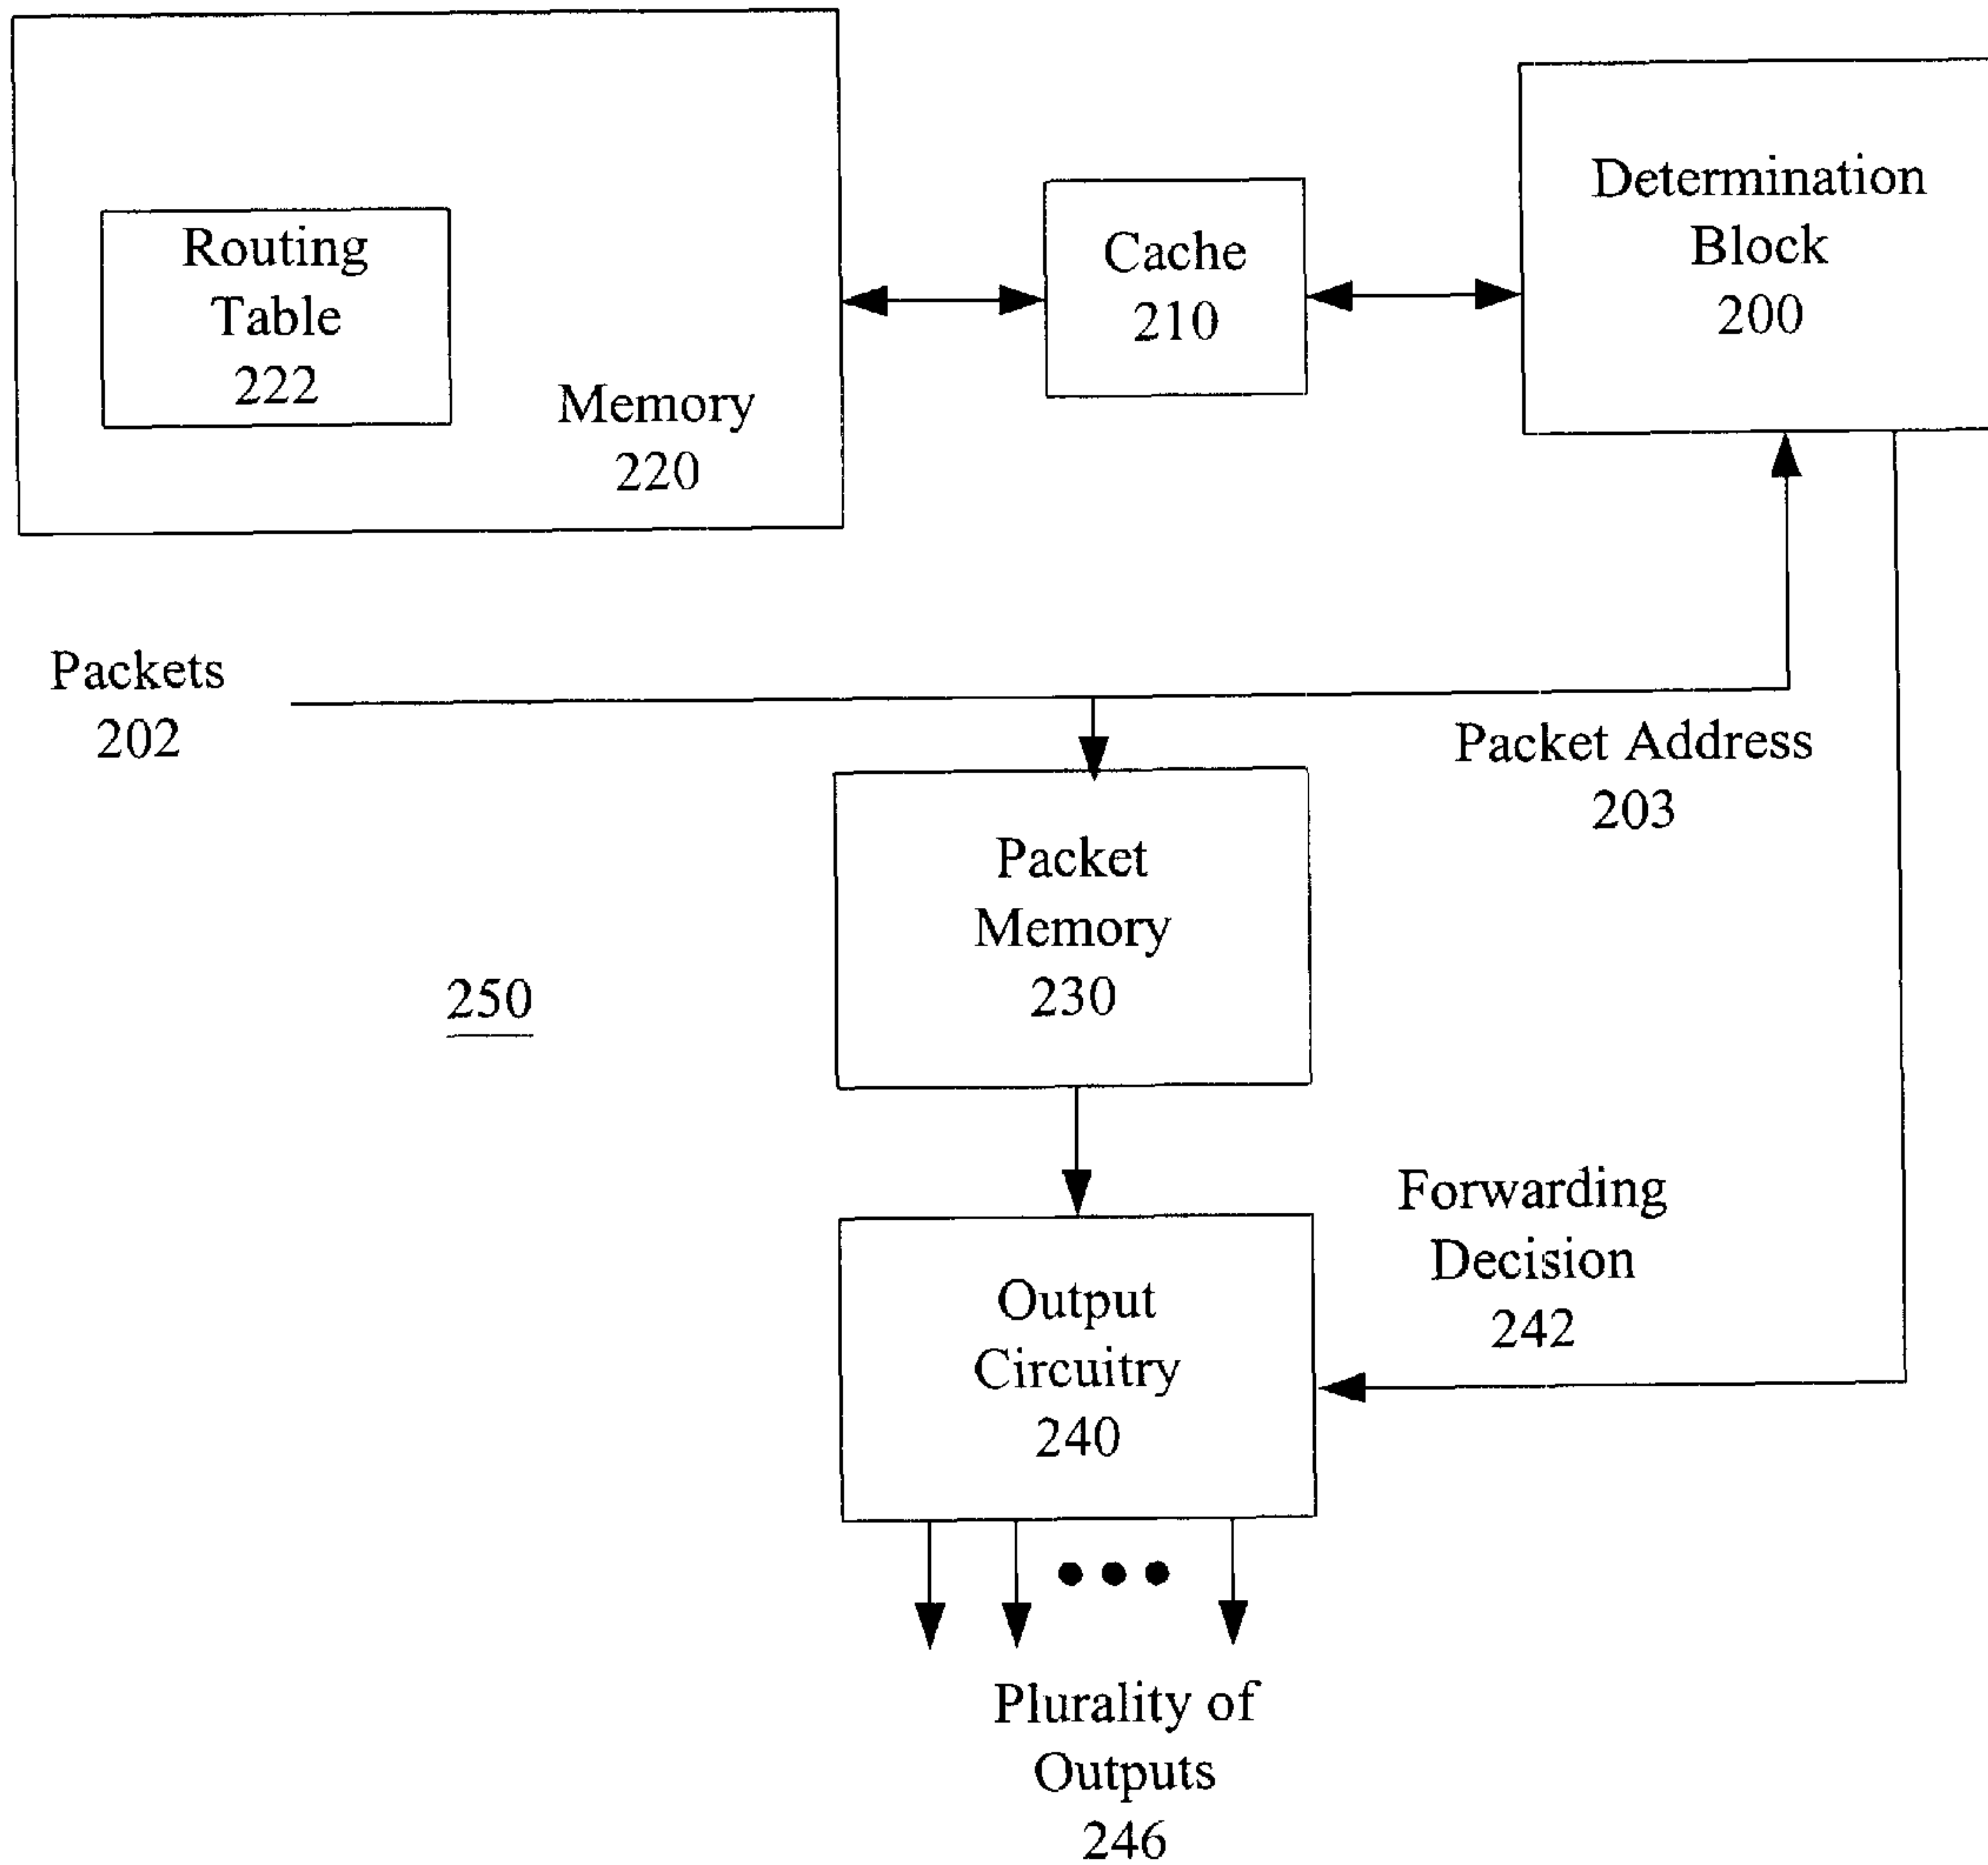 Routing
Table
222
Memory
220
Cache
210
Determination
Block
200
Packets
202
Packet Address
203
Packet
Memory
230
250
Forwarding
Decision
242
Output
Circuitry
240
Plurality of
Outputs
246